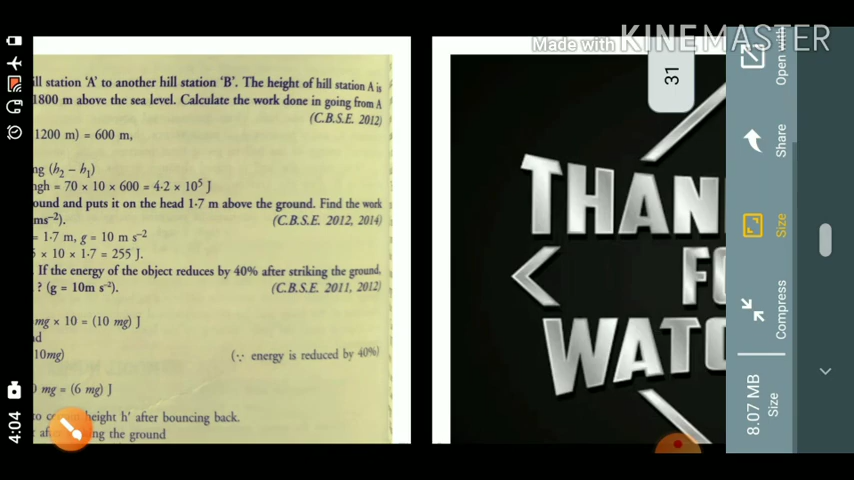 ill station 'A' to another hill station 'B'. The height of hill station A is
1800 m above the sea level. Calculate the work done in going from A
(C.B.S.E. 2012)
1200 m) = 600 m,
mg (h₂ – h₁)
mgh = 70 × 10 × 600 = 4·2 × 10⁵ J
ound and puts it on the head 1·7 m above the ground. Find the work
ms⁻²).
(C.B.S.E. 2012, 2014)
= 1·7 m, g = 10 m s⁻²
× 10 × 1·7 = 255 J.
If the energy of the object reduces by 40% after striking the ground,
? (g = 10m s⁻²).
(C.B.S.E. 2011, 2012)
mg × 10 = (10 mg) J
10mg)
(∵ energy is reduced by 40%)
mg = (6 mg) J
height h' after bouncing back.
the ground
4:04
Made with KINEMASTER
31
THAN
FO
WATC
Open with
Share
Size
Compress
8.07 MB
Size